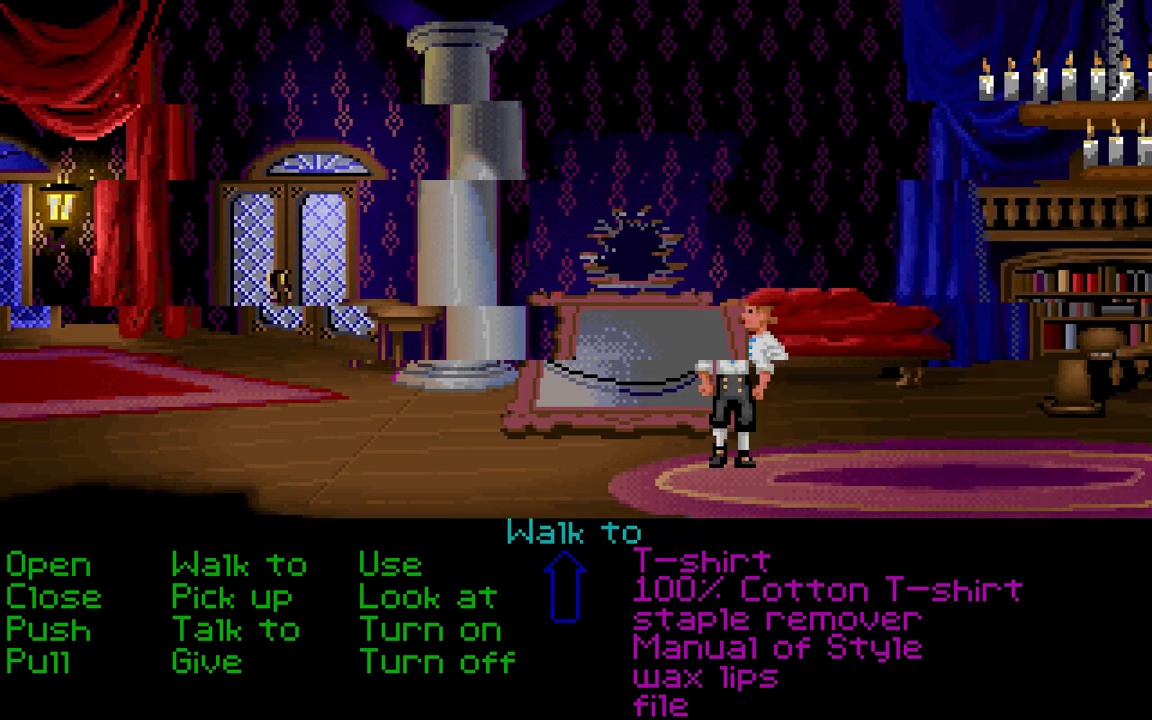 Walk to
Open Walk to Use
Close Pick up Look at
Push Talk to Turn on
Pull Give Turn off
T-shirt
100% Cotton T-shirt
staple remover
Manual of Style
wax lips
file